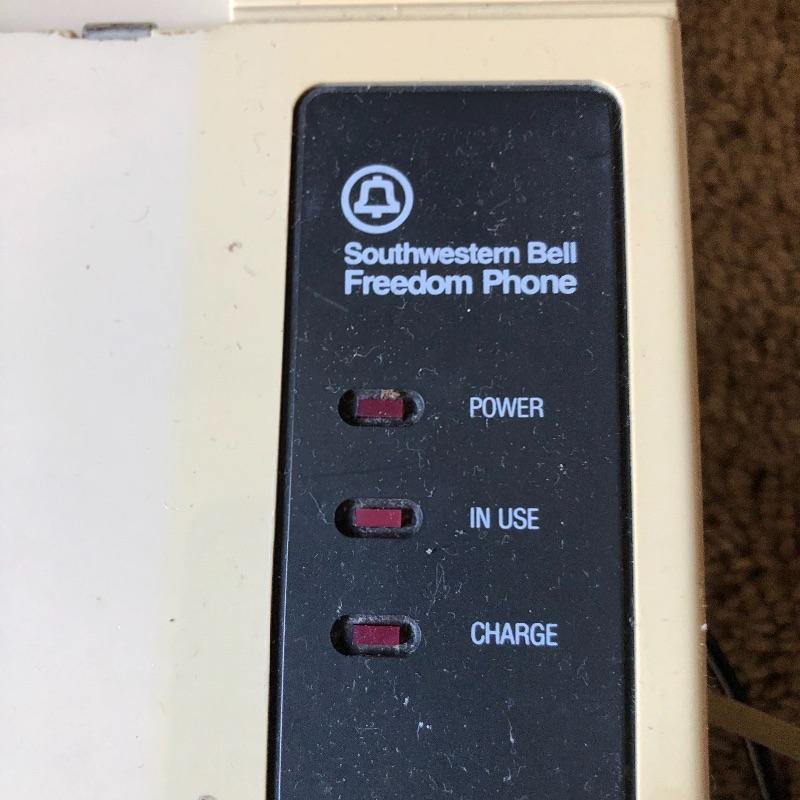 Southwestern Bell
Freedom Phone
POWER
IN USE
CHARGE